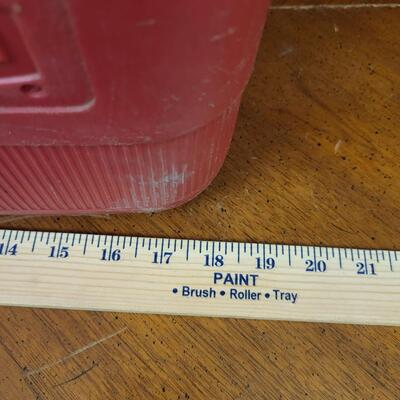 14 15 16 17 18 19 20 21
PAINT
• Brush • Roller • Tray